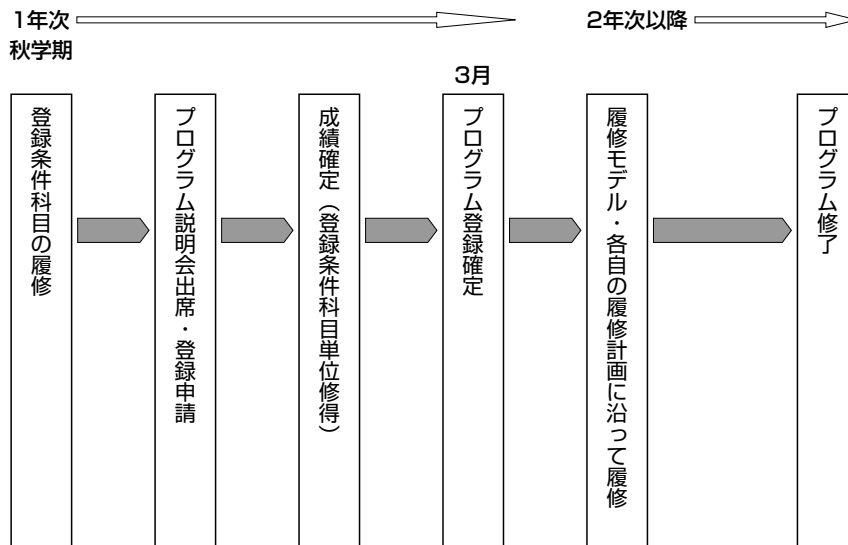 1年次
2年次以降
秋学期
3月
登録条件科目の履修
プログラム説明会出席・登録申請
成績確定（登録条件科目単位修得）
プログラム登録確定
履修モデル・各自の履修計画に沿って履修
プログラム修了